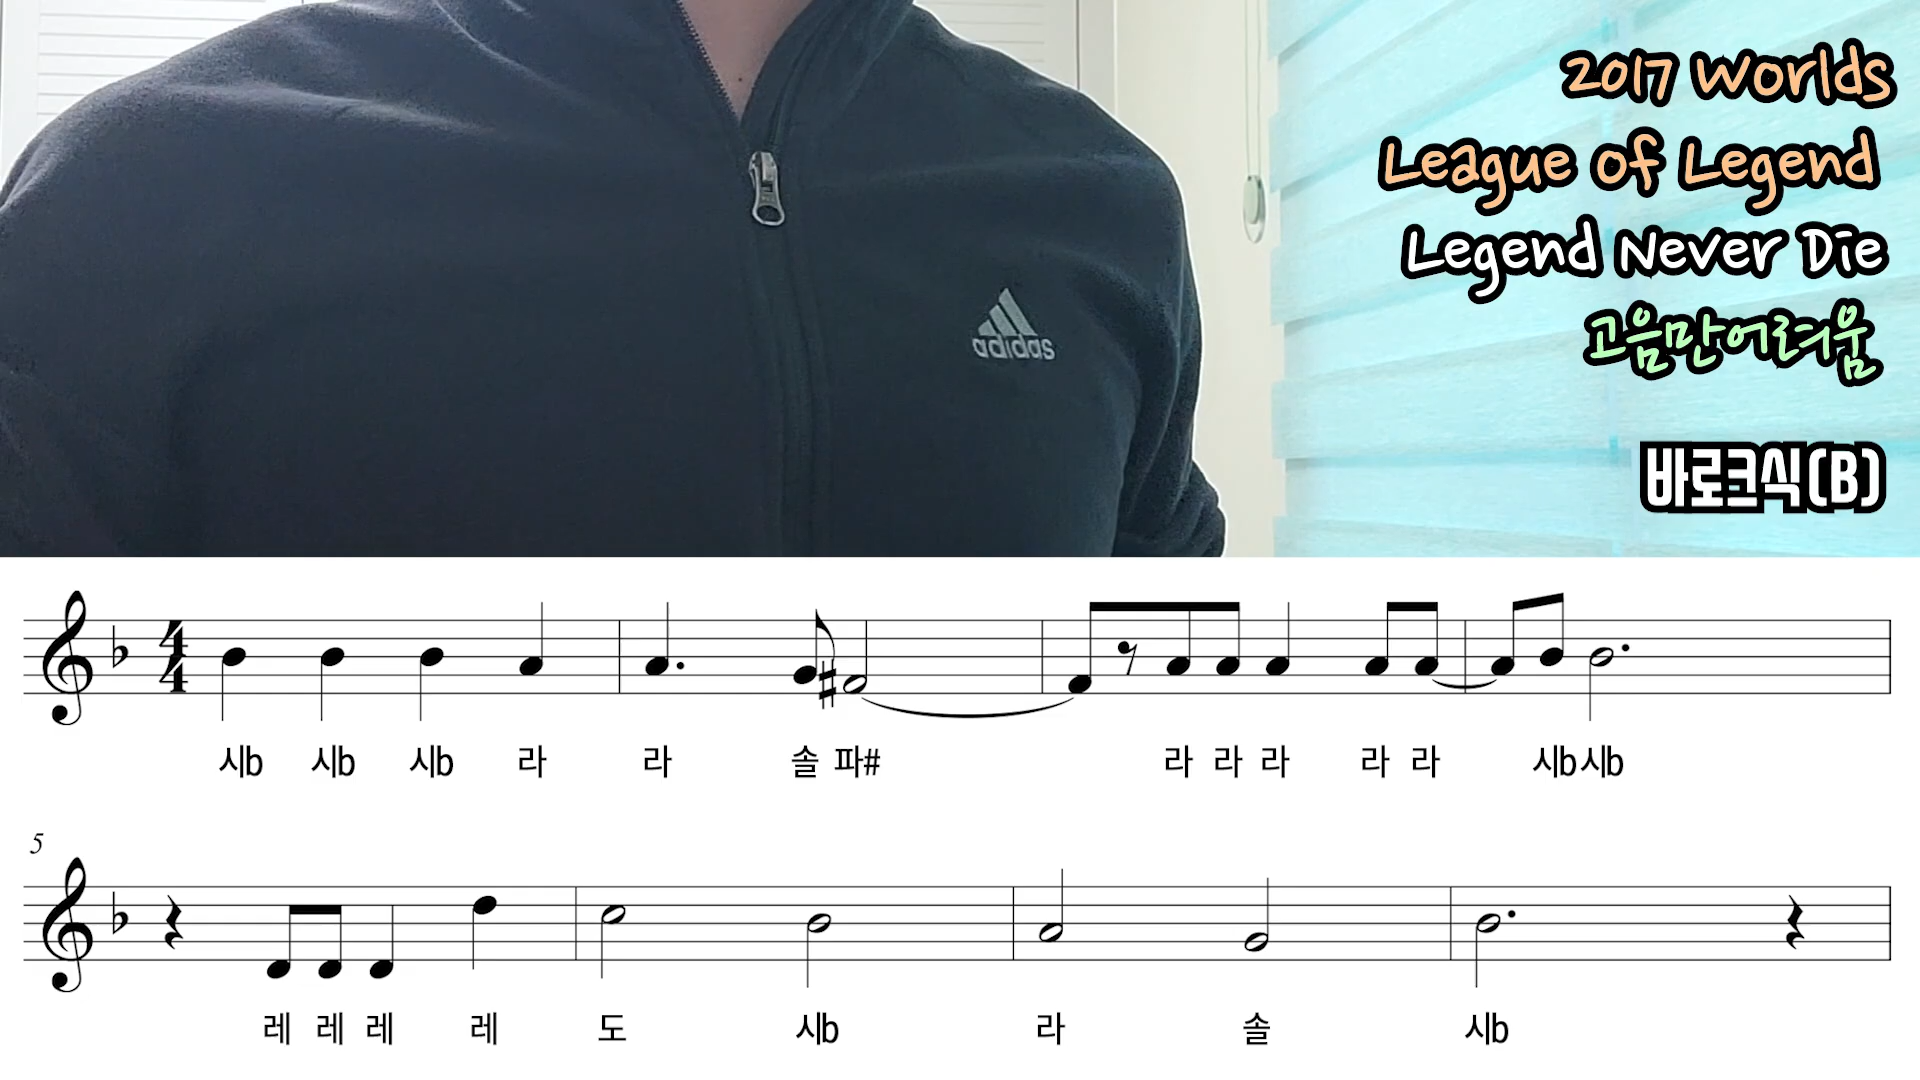 2017 Worlds
League of Legend
Legend Never Die
고음만어려움
바로크식(B)
adidas
4
4
시b 시b 시b 라 라 솔 파# 라 라 라 라 라 시b 시b
5
레 레 레 레 도 시b 라 솔 시b